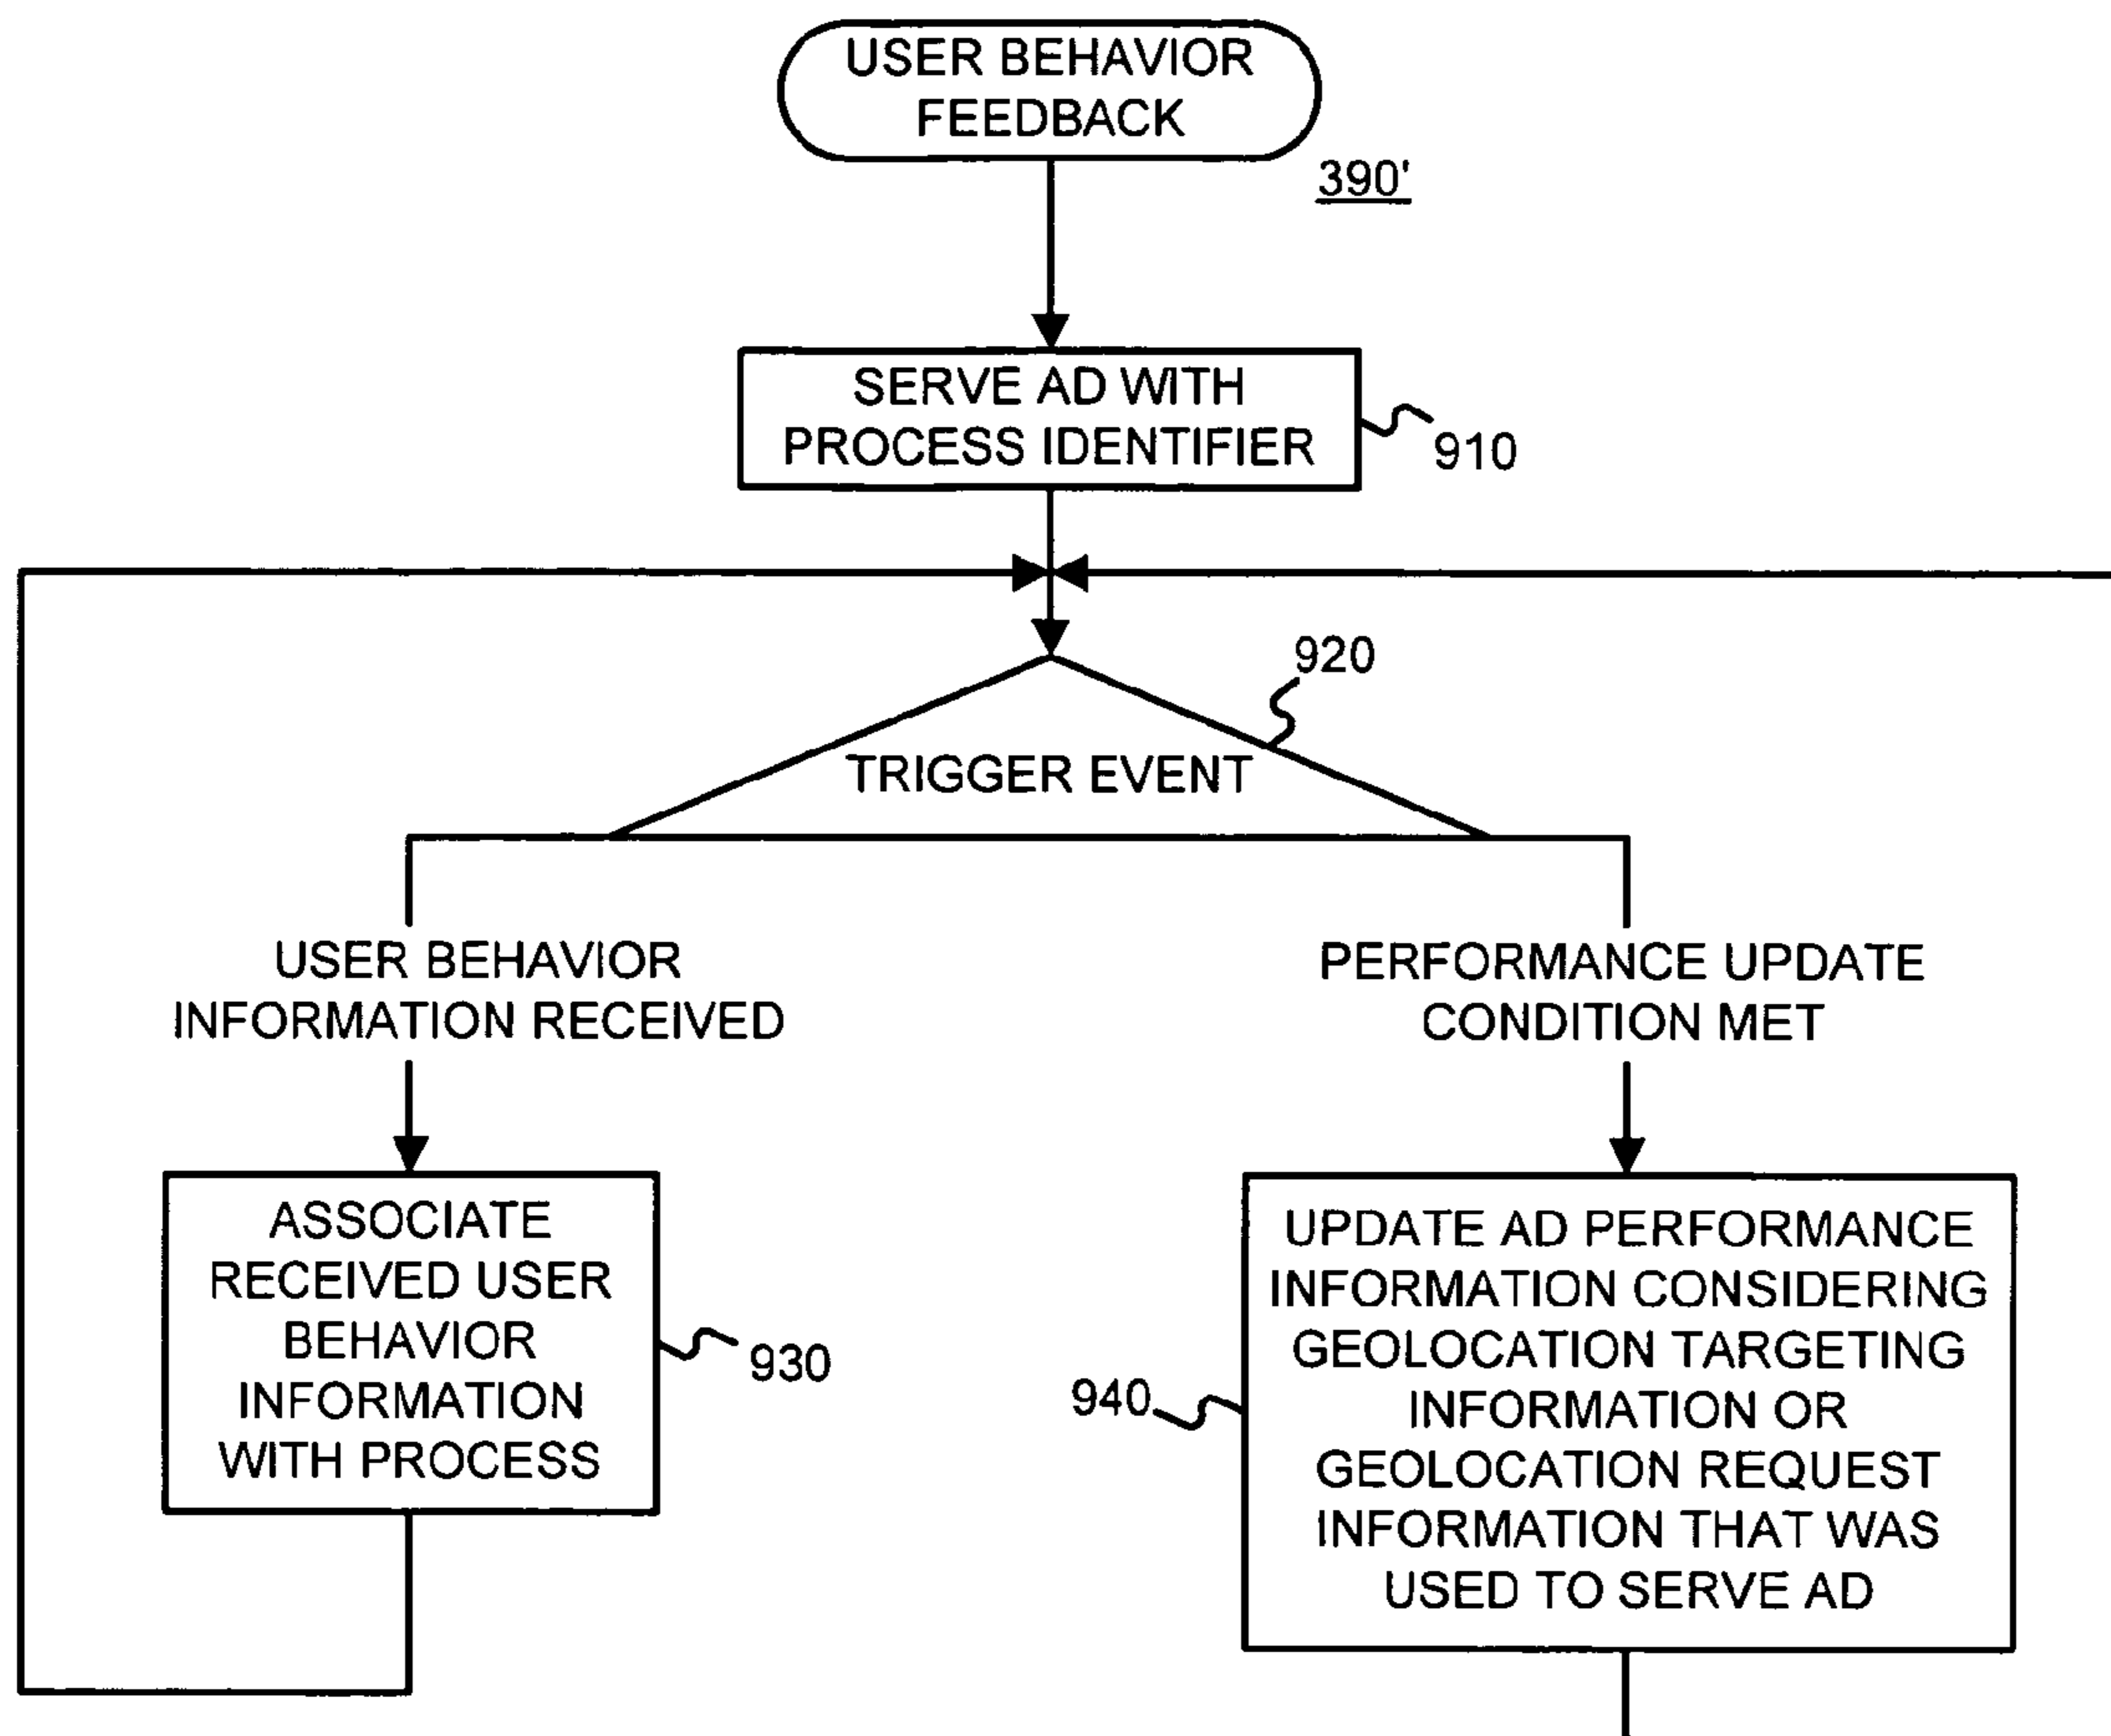 USER BEHAVIOR
FEEDBACK
390'
SERVE AD WITH
PROCESS IDENTIFIER
910
920
TRIGGER EVENT
USER BEHAVIOR
INFORMATION RECEIVED
PERFORMANCE UPDATE
CONDITION MET
ASSOCIATE
RECEIVED USER
BEHAVIOR
INFORMATION
WITH PROCESS
930
940
UPDATE AD PERFORMANCE
INFORMATION CONSIDERING
GEOLOCATION TARGETING
INFORMATION OR
GEOLOCATION REQUEST
INFORMATION THAT WAS
USED TO SERVE AD